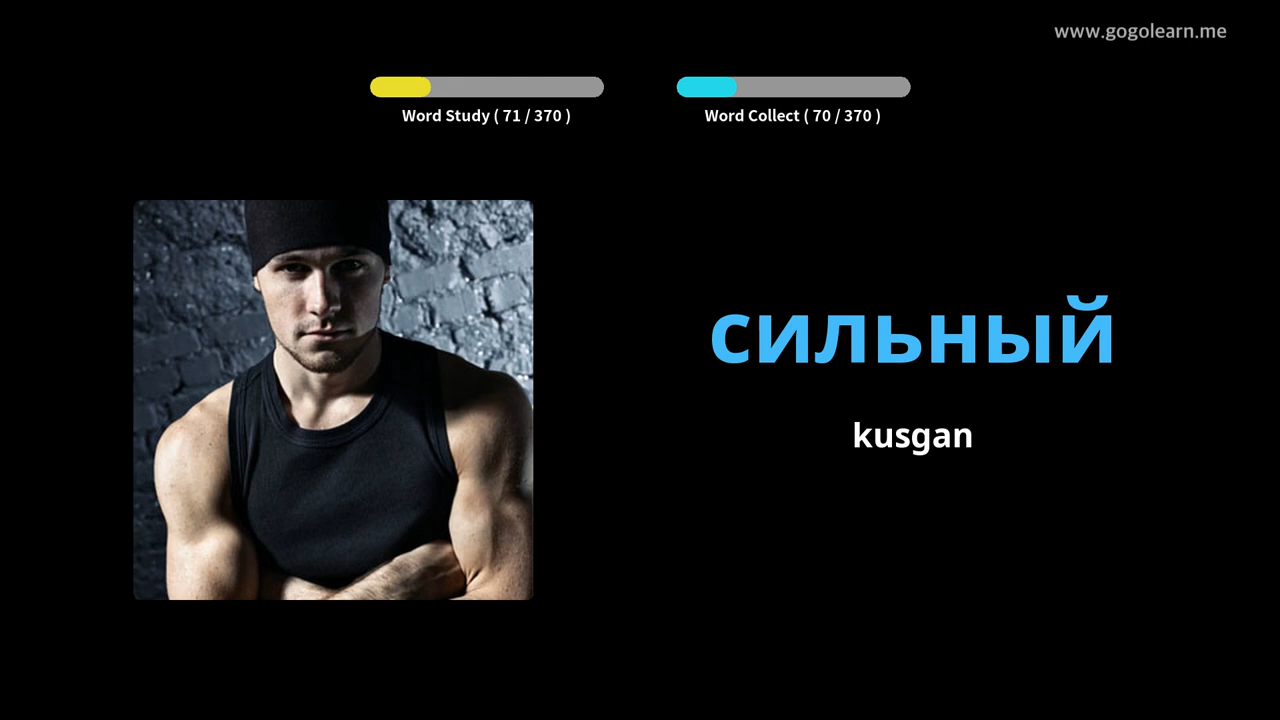 www.gogolearn.me
Word Study ( 71 / 370 )
Word Collect ( 70 / 370 )
сильный
kusgan